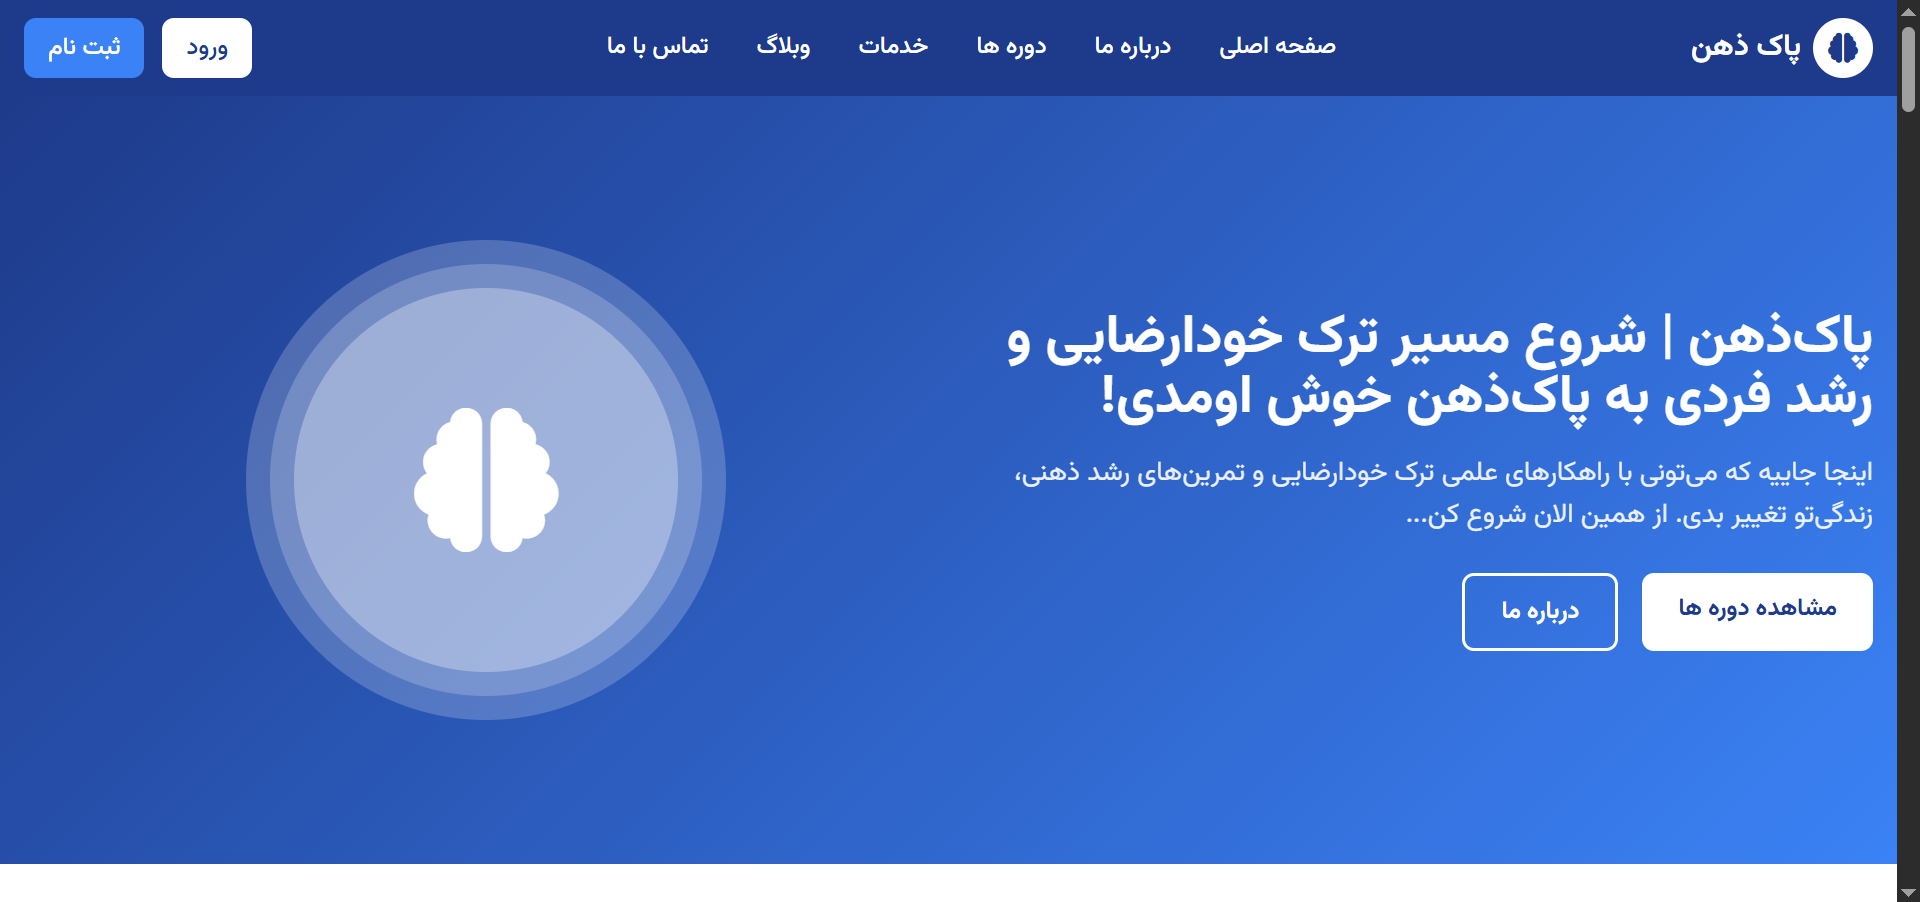 پاک ذهن
صفحه اصلی
درباره ما
دوره ها
خدمات
وبلاگ
تماس با ما
ورود
ثبت نام
پاک‌ذهن | شروع مسیر ترک خودارضایی و
رشد فردی به پاک‌ذهن خوش اومدی!
اینجا جاییه که می‌تونی با راهکارهای علمی ترک خودارضایی و تمرین‌های رشد ذهنی،
زندگی‌تو تغییر بدی. از همین الان شروع کن...
مشاهده دوره ها
درباره ما